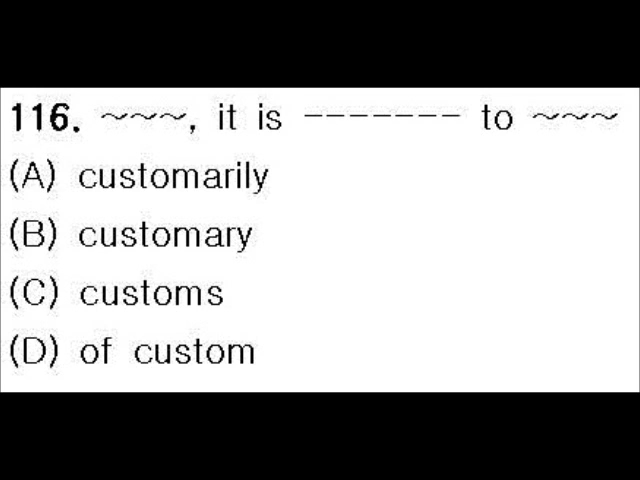 116. ~~~, it is ------- to ~~~
(A) customarily
(B) customary
(C) customs
(D) of custom